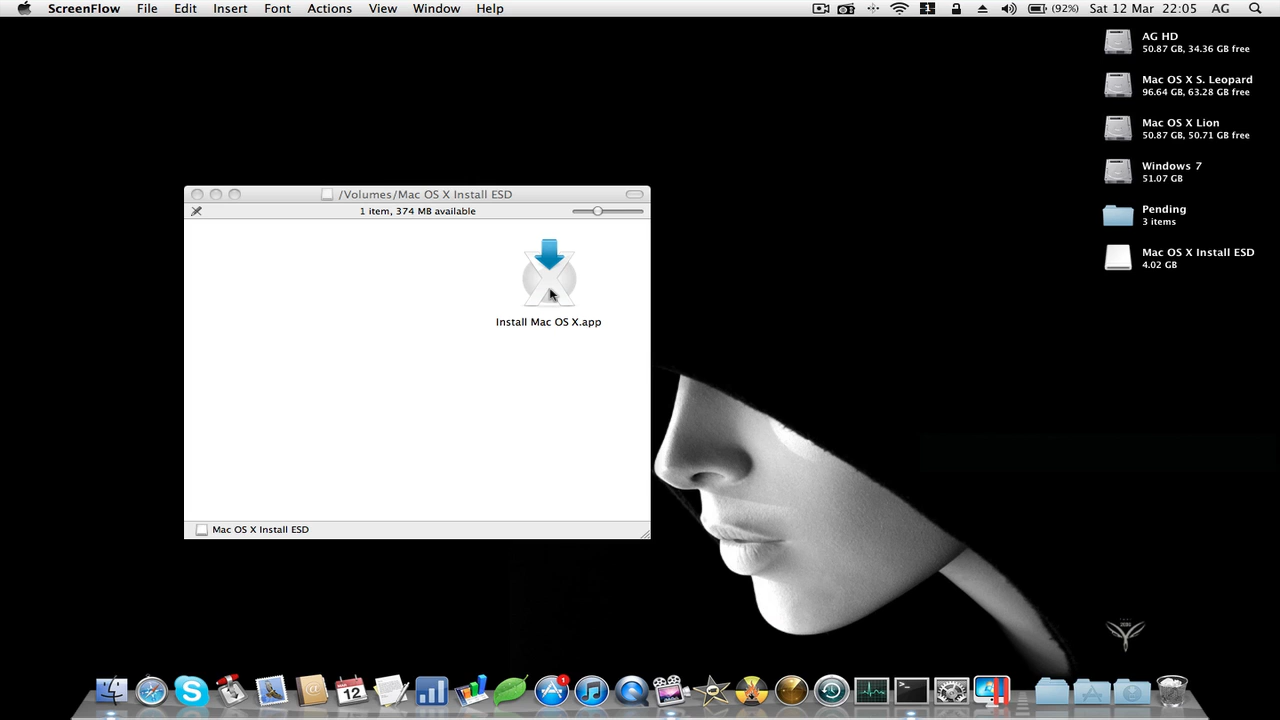 ScreenFlow File Edit Insert Font Actions View Window Help (92%) Sat 12 Mar 22:05 AG
AG HD
50.87 GB, 34.36 GB free
Mac OS X S. Leopard
96.64 GB, 63.28 GB free
Mac OS X Lion
50.87 GB, 50.71 GB free
Windows 7
51.07 GB
Pending
3 items
Mac OS X Install ESD
4.02 GB
/Volumes/Mac OS X Install ESD
1 item, 374 MB available
Install Mac OS X.app
Mac OS X Install ESD
12
1